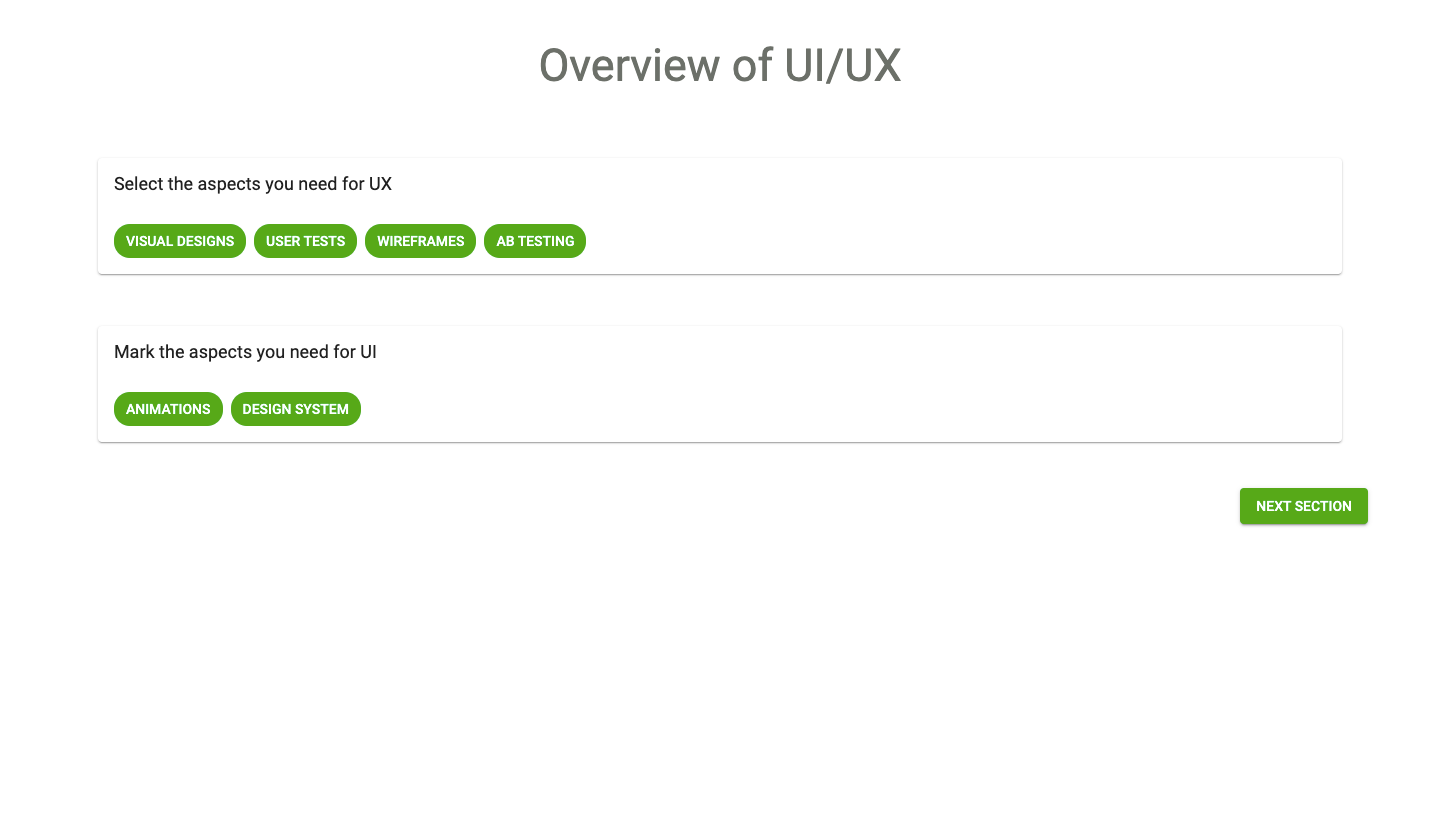 Overview of UI/UX
Select the aspects you need for UX
VISUAL DESIGNS USER TESTS WIREFRAMES AB TESTING
Mark the aspects you need for UI
ANIMATIONS DESIGN SYSTEM
NEXT SECTION